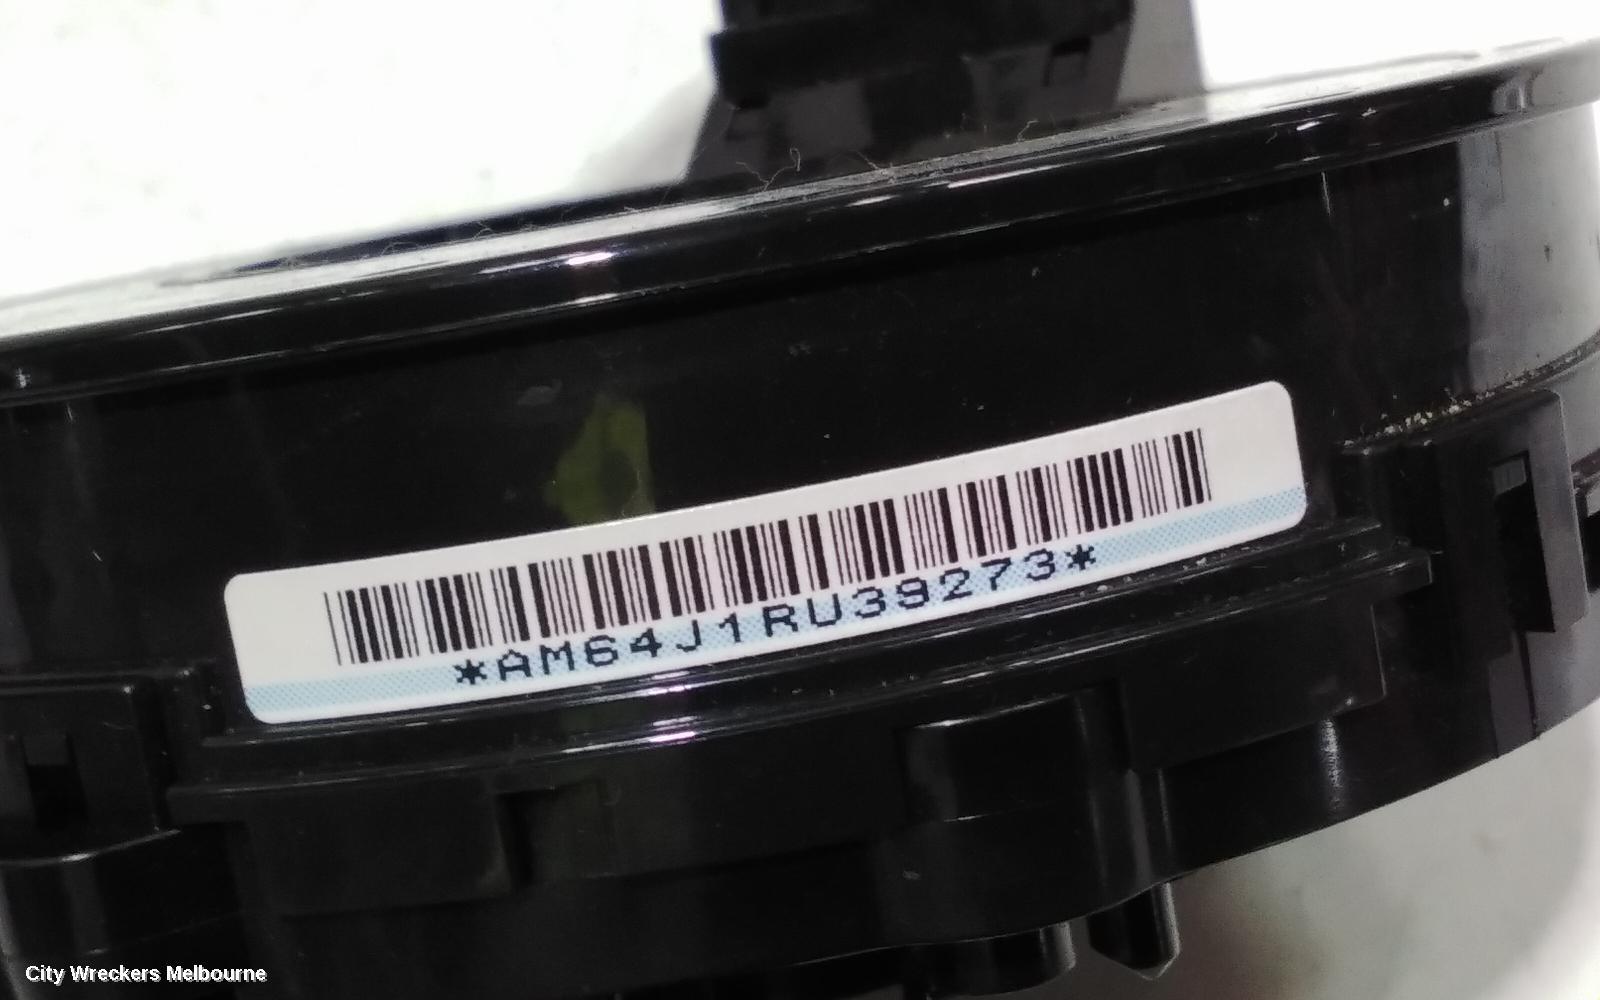 *AM64J1RU39273*
City Wreckers Melbourne